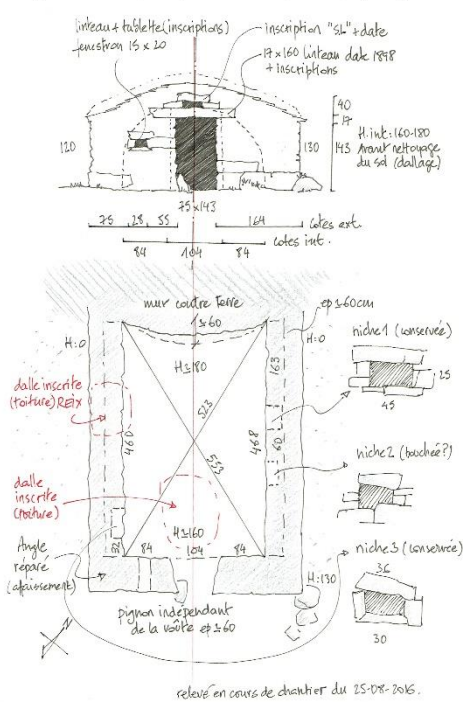 linteau + tablette (inscriptions)
fenestron 15 x 20
inscription "SL" + date
17 x 160 linteau date 1898
+ inscriptions
40
17
143
120
130
H. int : 160-180
avant nettoyage
du sol (dallage)
75 x 143
75 28 55 164 cotes ext.
84 104 84 cotes int.
mur contre terre
1 ± 60
ep ± 60cm
H:0
H:0
H ± 180
163
niche 1 (conservée)
25
45
dalle inscrite
(toiture) REIX
523
553
460
468
60
niche 2 (bouchée?)
dalle
inscrite
(toiture)
H ± 160
Angle
réparé
(affaissement)
84 104 84
niche 3 (conservée)
36
30
H:130
pignon indépendant
de la voûte ep ± 60
relevé en cours de chantier du 25-08-2016.